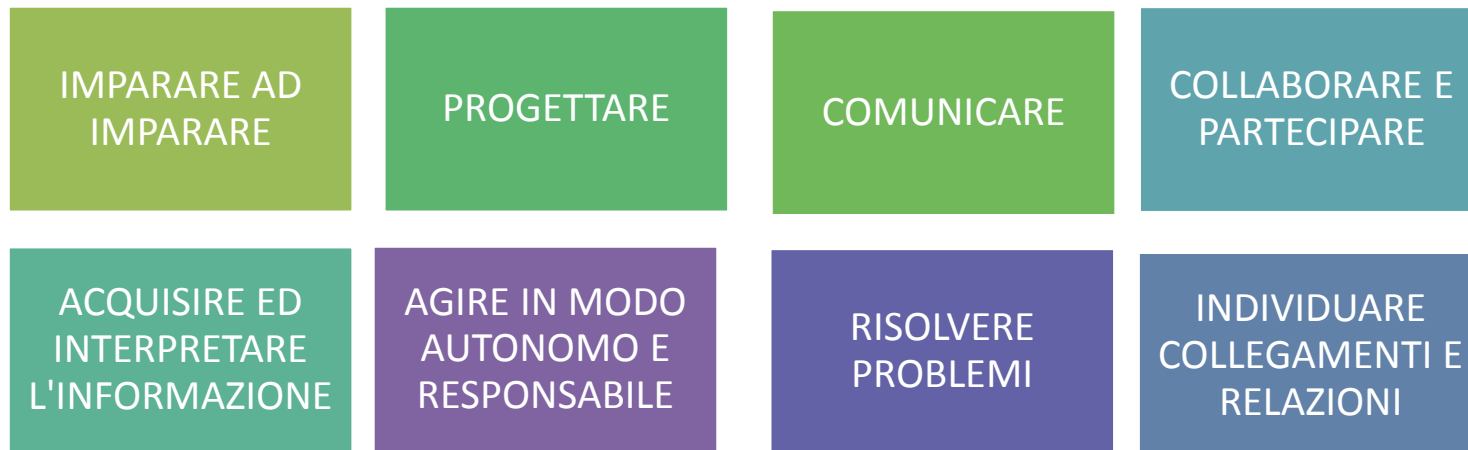 IMPARARE AD
IMPARARE
PROGETTARE
COMUNICARE
COLLABORARE E
PARTECIPARE
ACQUISIRE ED
INTERPRETARE
L'INFORMAZIONE
AGIRE IN MODO
AUTONOMO E
RESPONSABILE
RISOLVERE
PROBLEMI
INDIVIDUARE
COLLEGAMENTI E
RELAZIONI